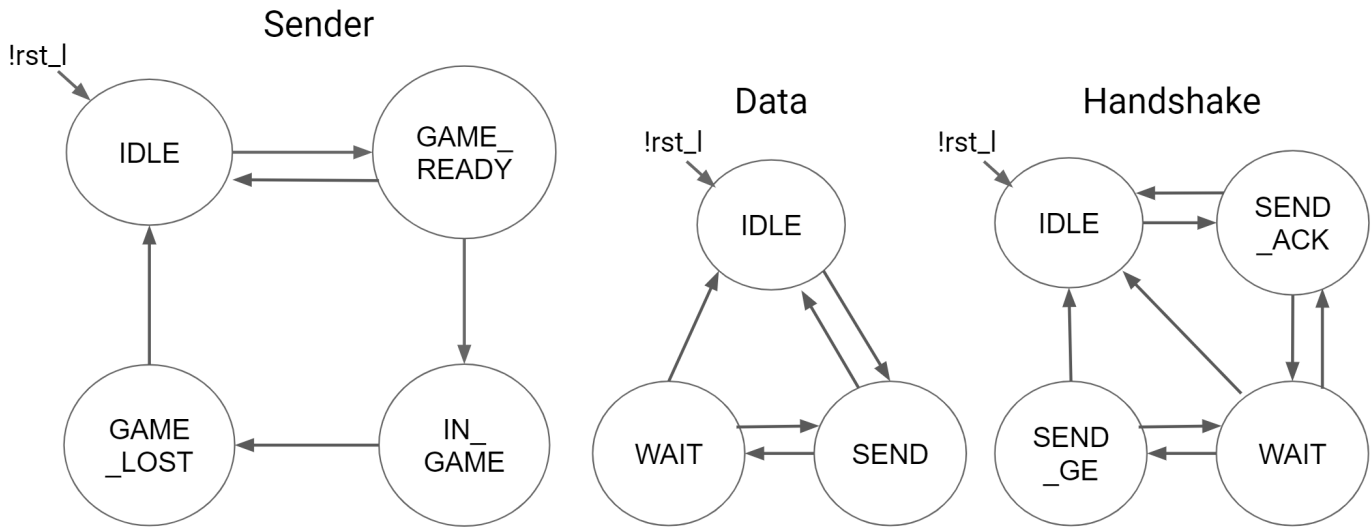 Sender
!rst_l
IDLE
GAME_
READY
GAME
_LOST
IN_
GAME
Data
!rst_l
IDLE
WAIT
SEND
Handshake
!rst_l
IDLE
SEND
_ACK
SEND
_GE
WAIT